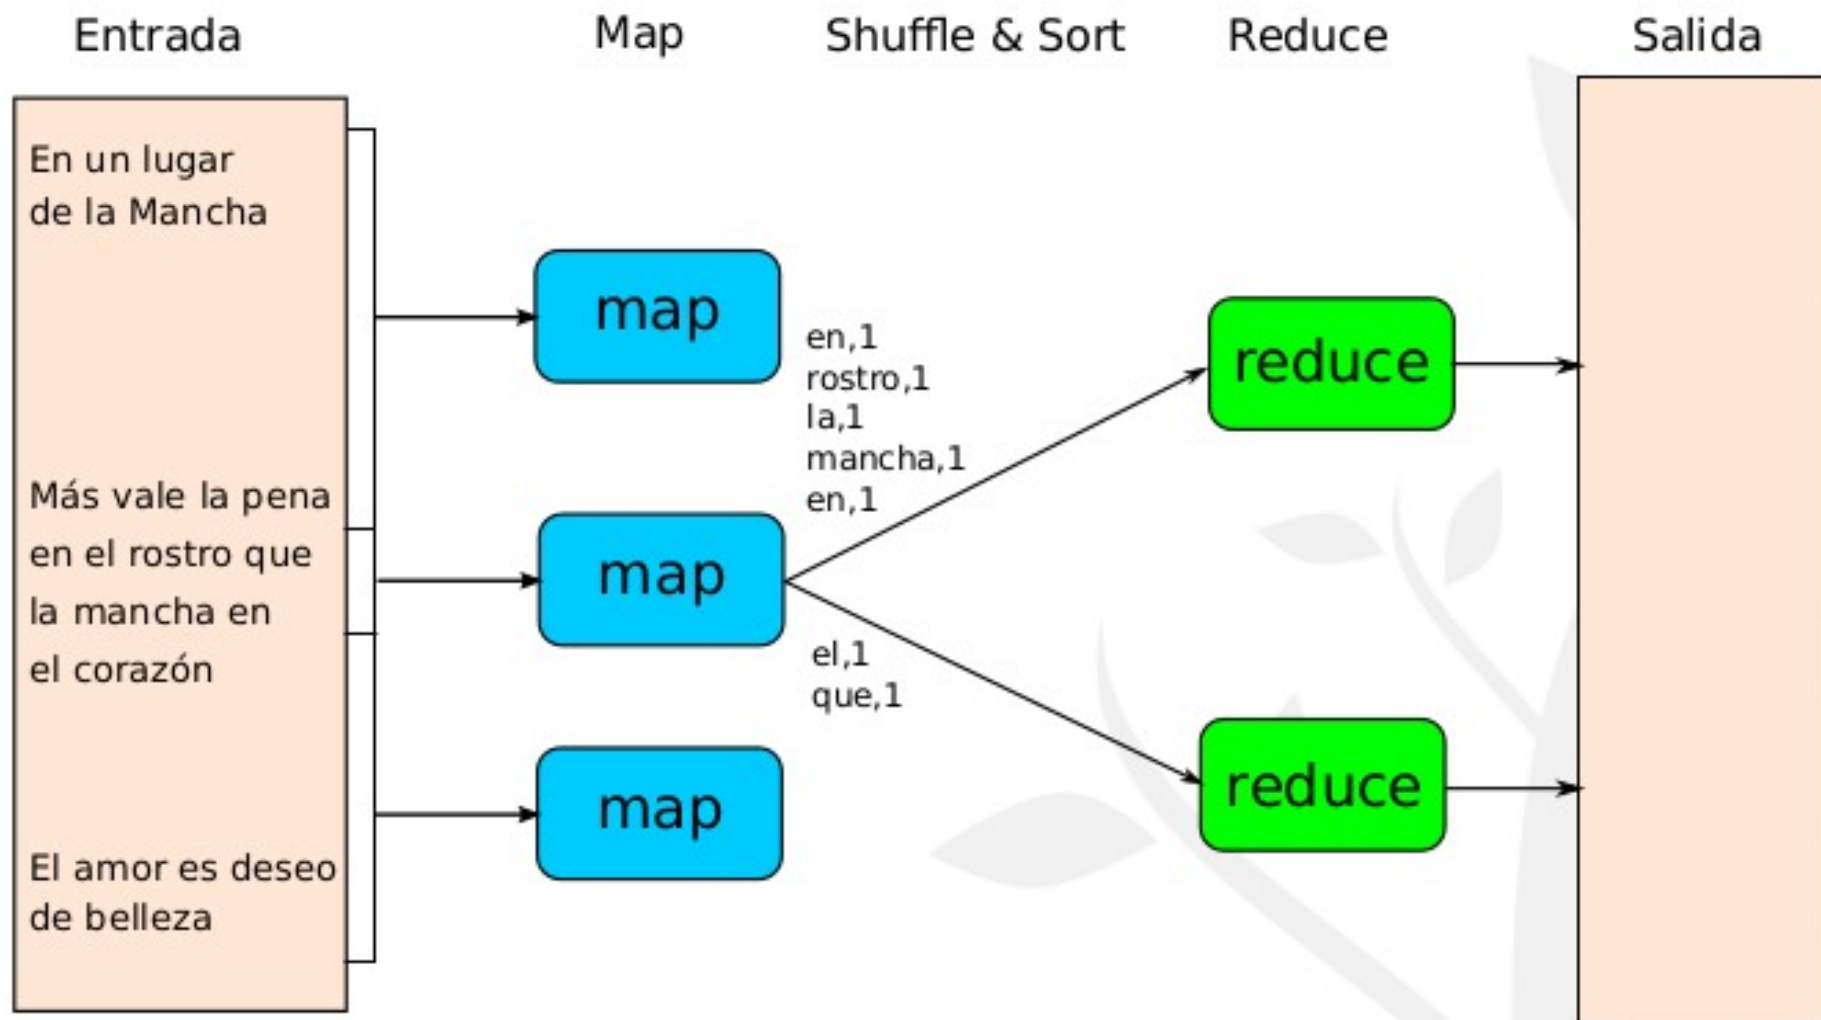 Entrada
Map
Shuffle & Sort
Reduce
Salida
En un lugar
de la Mancha
Más vale la pena
en el rostro que
la mancha en
el corazón
El amor es deseo
de belleza
map
map
map
en,1
rostro,1
la,1
mancha,1
en,1
el,1
que,1
reduce
reduce